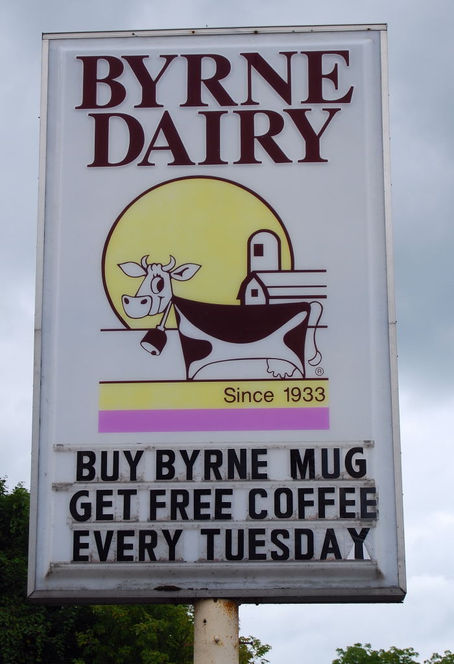 BYRNE
DAIRY
®
Since 1933
BUY BYRNE MUG
GET FREE COFFEE
EVERY TUESDAY